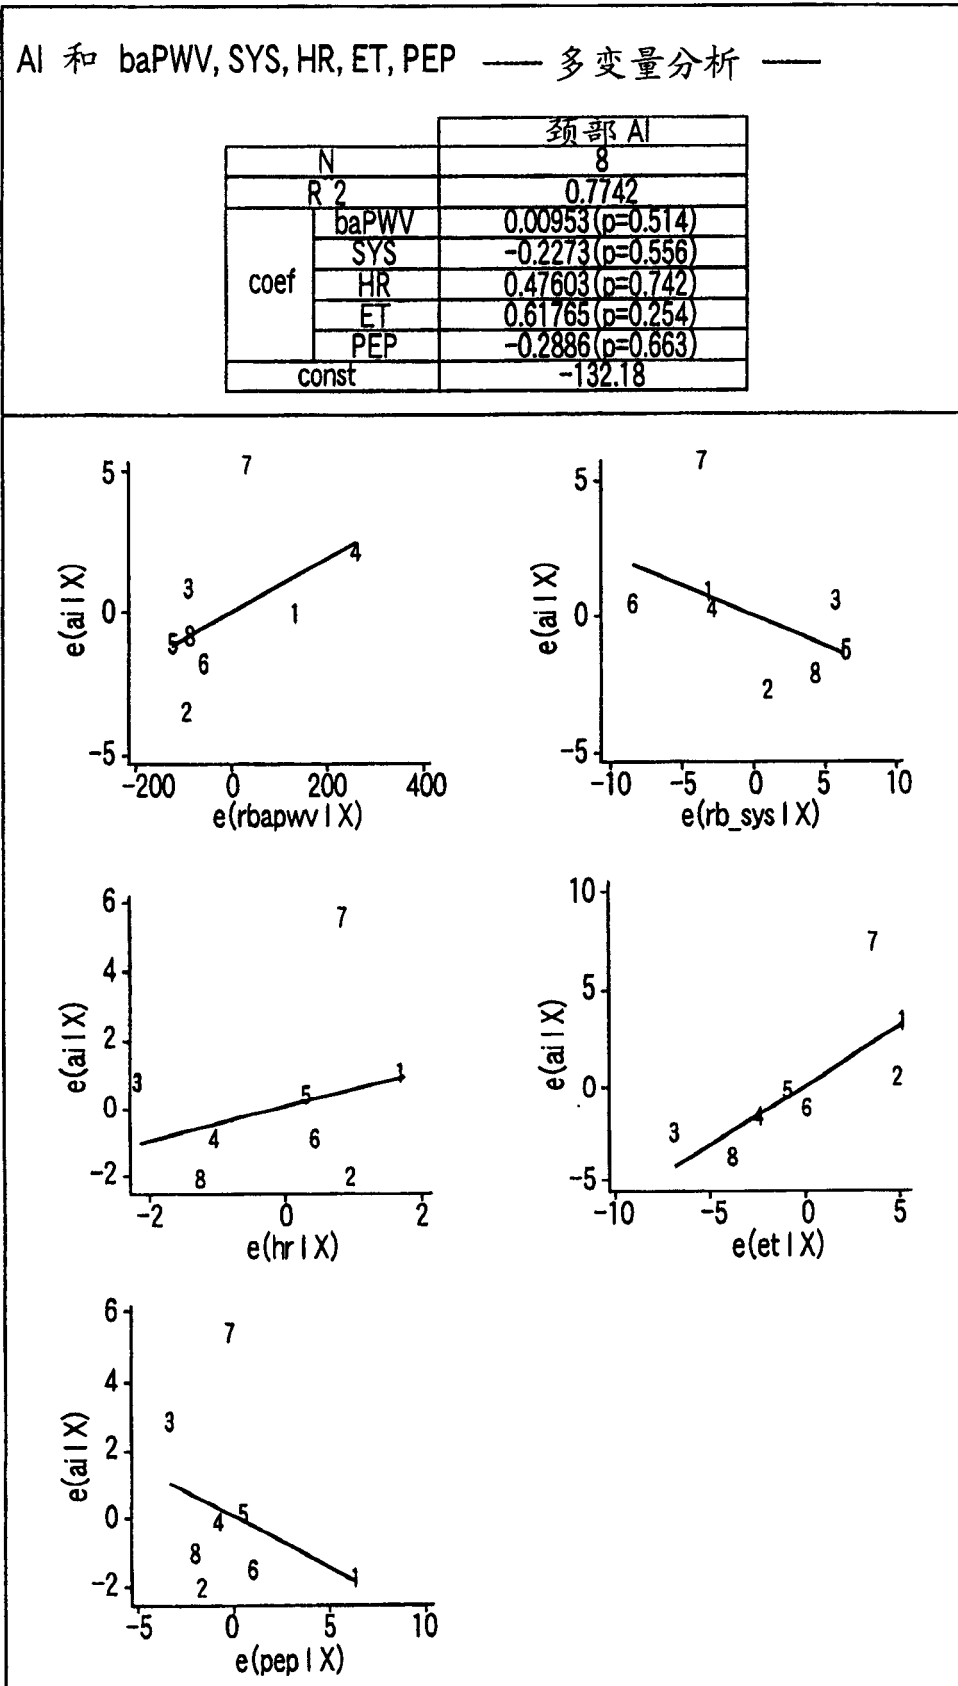 AI 和 baPWV, SYS, HR, ET, PEP —— 多变量分析 ——
颈部 AI
N 8
R^2 0.7742
coef
baPWV 0.00953(p=0.514)
SYS -0.2273(p=0.556)
HR 0.47603(p=0.742)
ET 0.61765(p=0.254)
PEP -0.2886(p=0.663)
const -132.18
e(ai | X)
5
0
-5
7
4
3
1
8
5
6
2
-200 0 200 400
e(rbapwv | X)
e(ai | X)
5
0
-5
7
1
6
4
3
5
8
2
-10 -5 0 5 10
e(rb_sys | X)
e(ai | X)
6
4
2
0
-2
7
3
1
5
4
6
8
2
-2 0 2
e(hr | X)
e(ai | X)
10
5
0
-5
7
1
2
5
6
4
3
8
-10 -5 0 5
e(et | X)
e(ai | X)
6
4
2
0
-2
7
3
5
4
8
6
2
1
-5 0 5 10
e(pep | X)